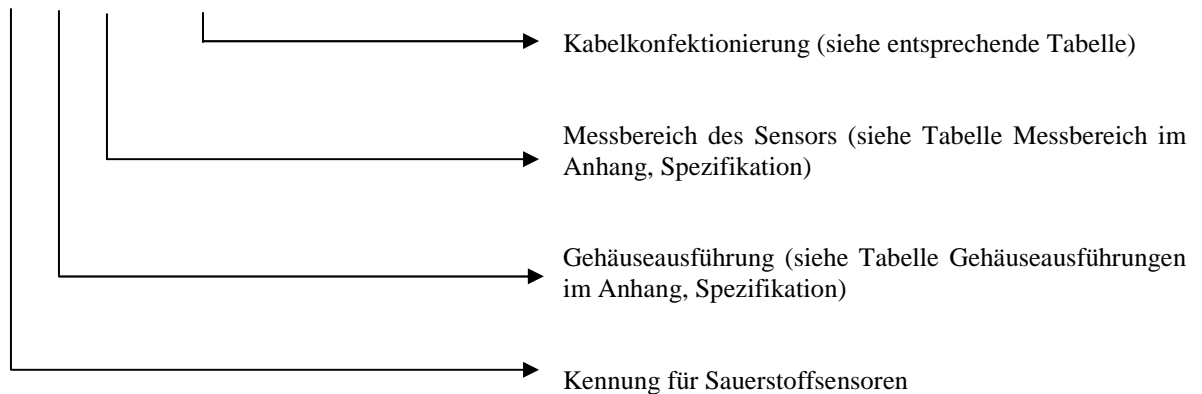 Kabelkonfektionierung (siehe entsprechende Tabelle)
Messbereich des Sensors (siehe Tabelle Messbereich im
Anhang, Spezifikation)
Gehäuseausführung (siehe Tabelle Gehäuseausführungen
im Anhang, Spezifikation)
Kennung für Sauerstoffsensoren